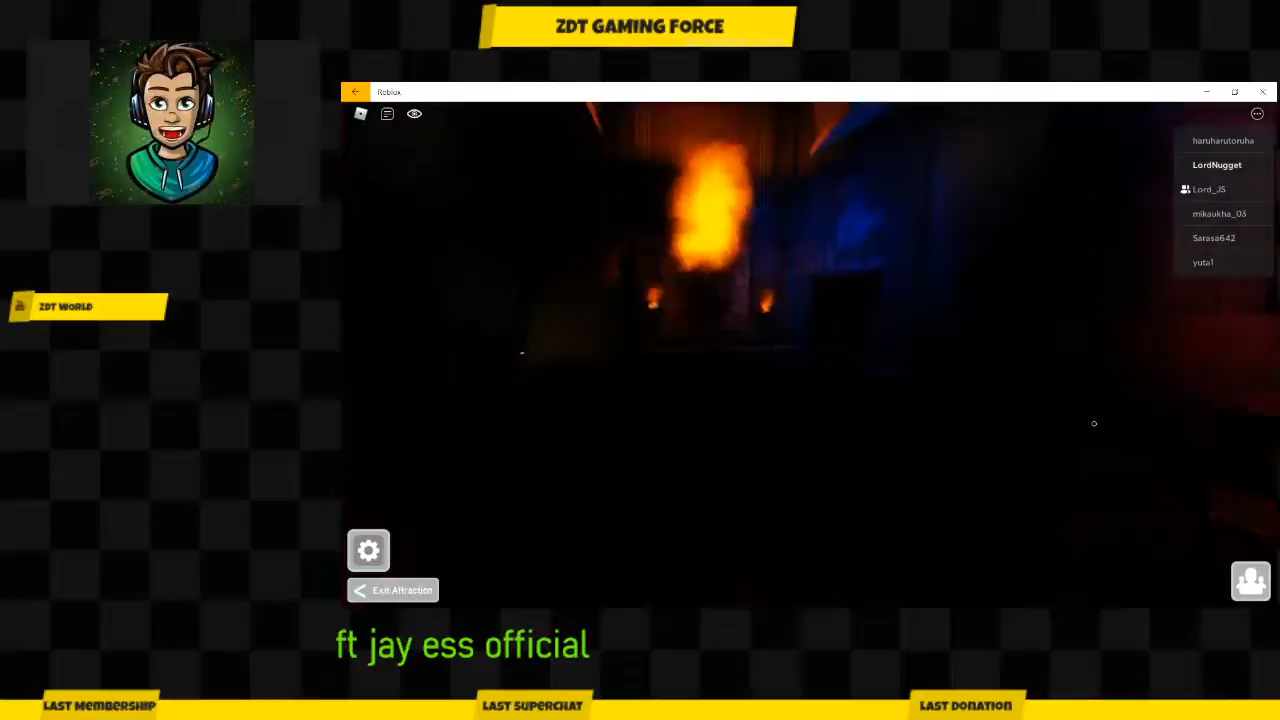 ZDT GAMING FORCE
Roblox
haruharutoruha
LordNugget
Lord_JS
mikaukha_03
Sarasa642
yuta1
ZDT WORLD
Exit Attraction
ft jay ess official
LAST MEMBERSHIP
LAST SUPERCHAT
LAST DONATION